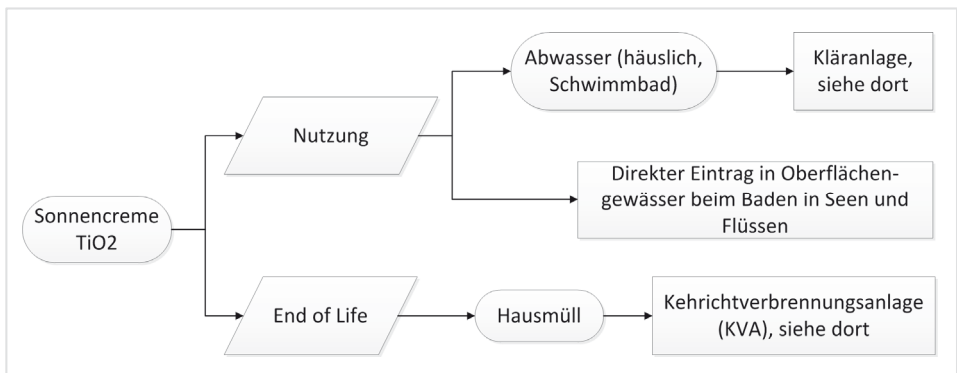 Abwasser (häuslich,
Schwimmbad)
Kläranlage,
siehe dort
Nutzung
Direkter Eintrag in Oberflächen-
gewässer beim Baden in Seen und
Flüssen
Sonnencreme
TiO2
End of Life
Hausmüll
Kehrichtverbrennungsanlage
(KVA), siehe dort